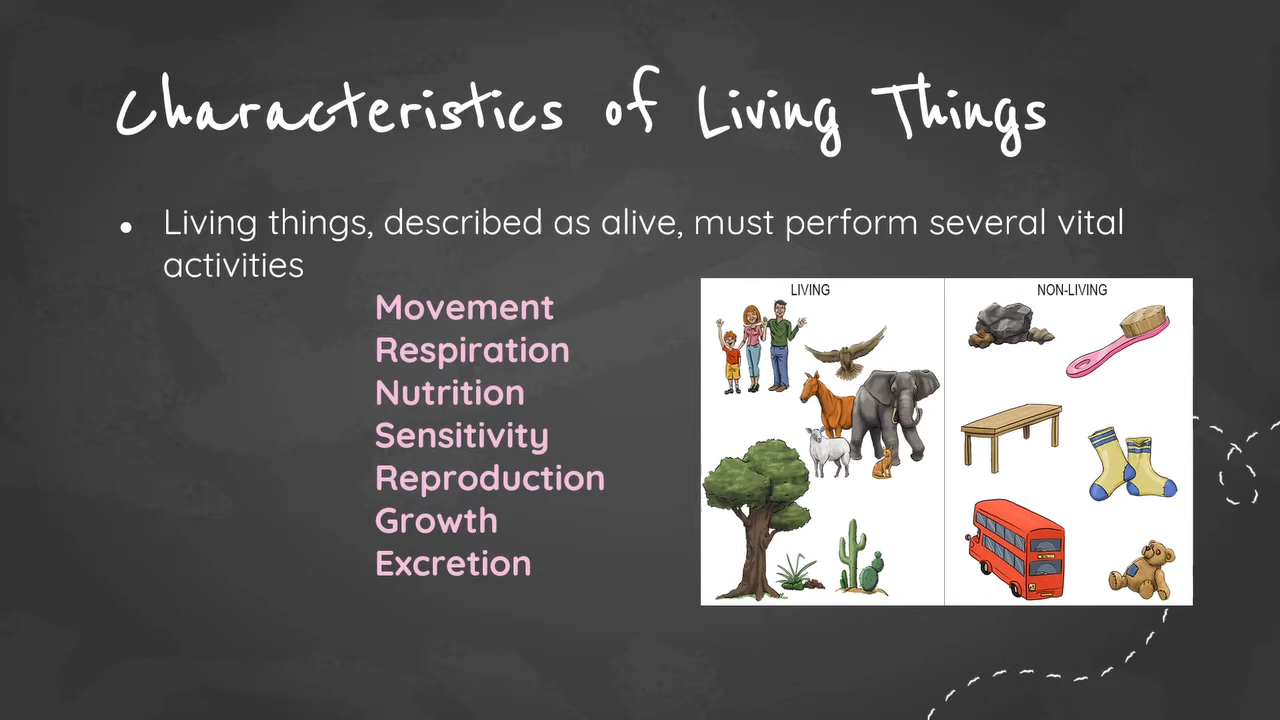 Characteristics of Living Things
● Living things, described as alive, must perform several vital
activities
Movement
Respiration
Nutrition
Sensitivity
Reproduction
Growth
Excretion
LIVING
NON-LIVING